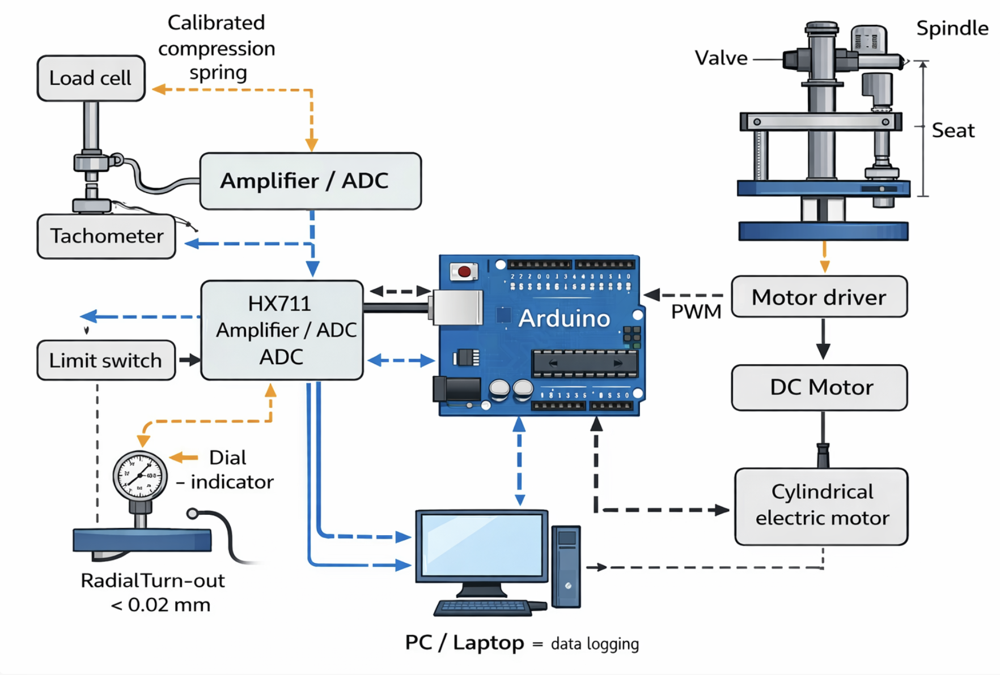 Calibrated
compression
spring
Load cell
Spindle
Valve
Seat
Amplifier / ADC
Tachometer
HX711
Amplifier / ADC
ADC
Arduino
Motor driver
PWM
Limit switch
DC Motor
Dial
- indicator
Cylindrical
electric motor
RadialTurn-out
< 0.02 mm
PC / Laptop = data logging